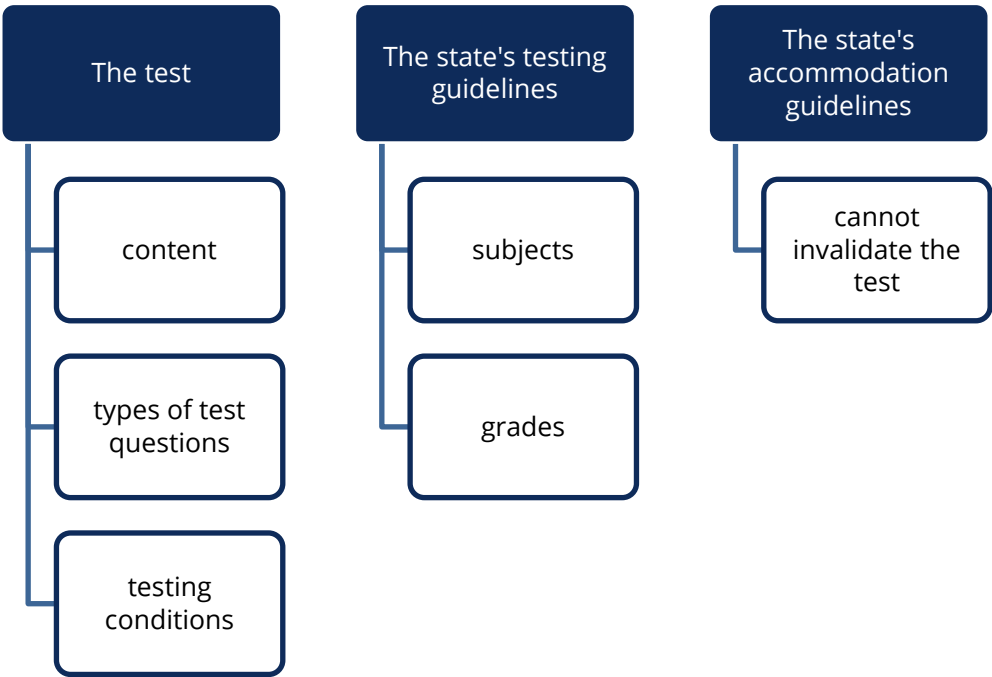 The test
content
types of test
questions
testing
conditions
The state's testing
guidelines
subjects
grades
The state's
accommodation
guidelines
cannot
invalidate the
test